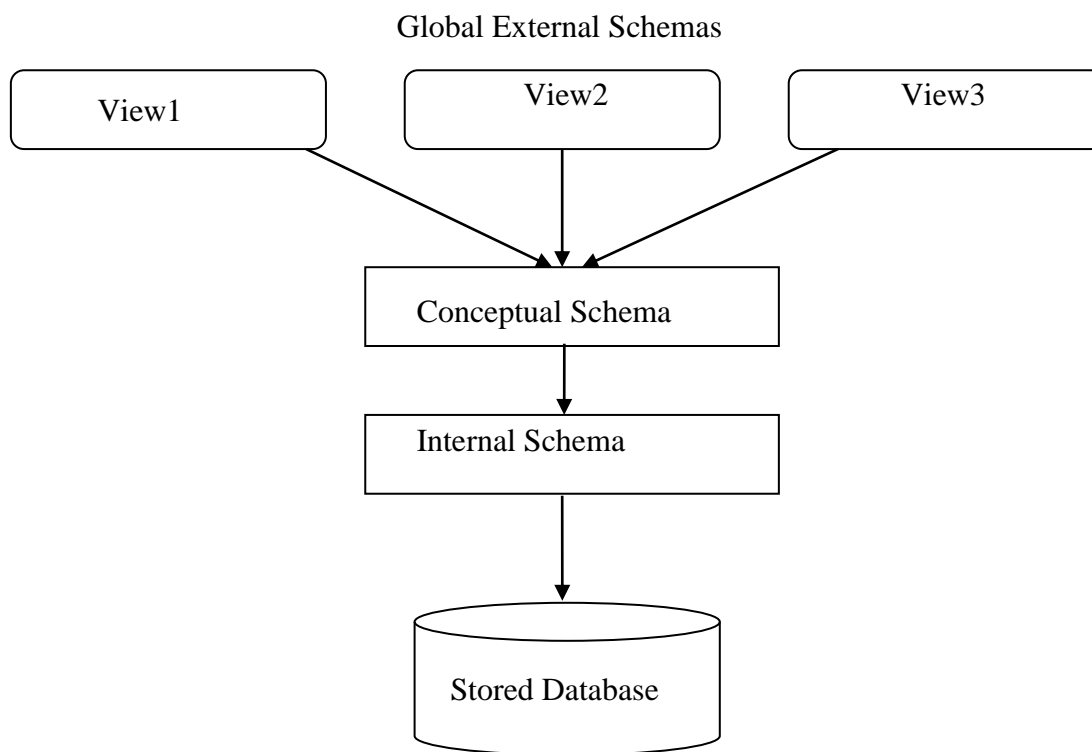 Global External Schemas
View1
View2
View3
Conceptual Schema
Internal Schema
Stored Database